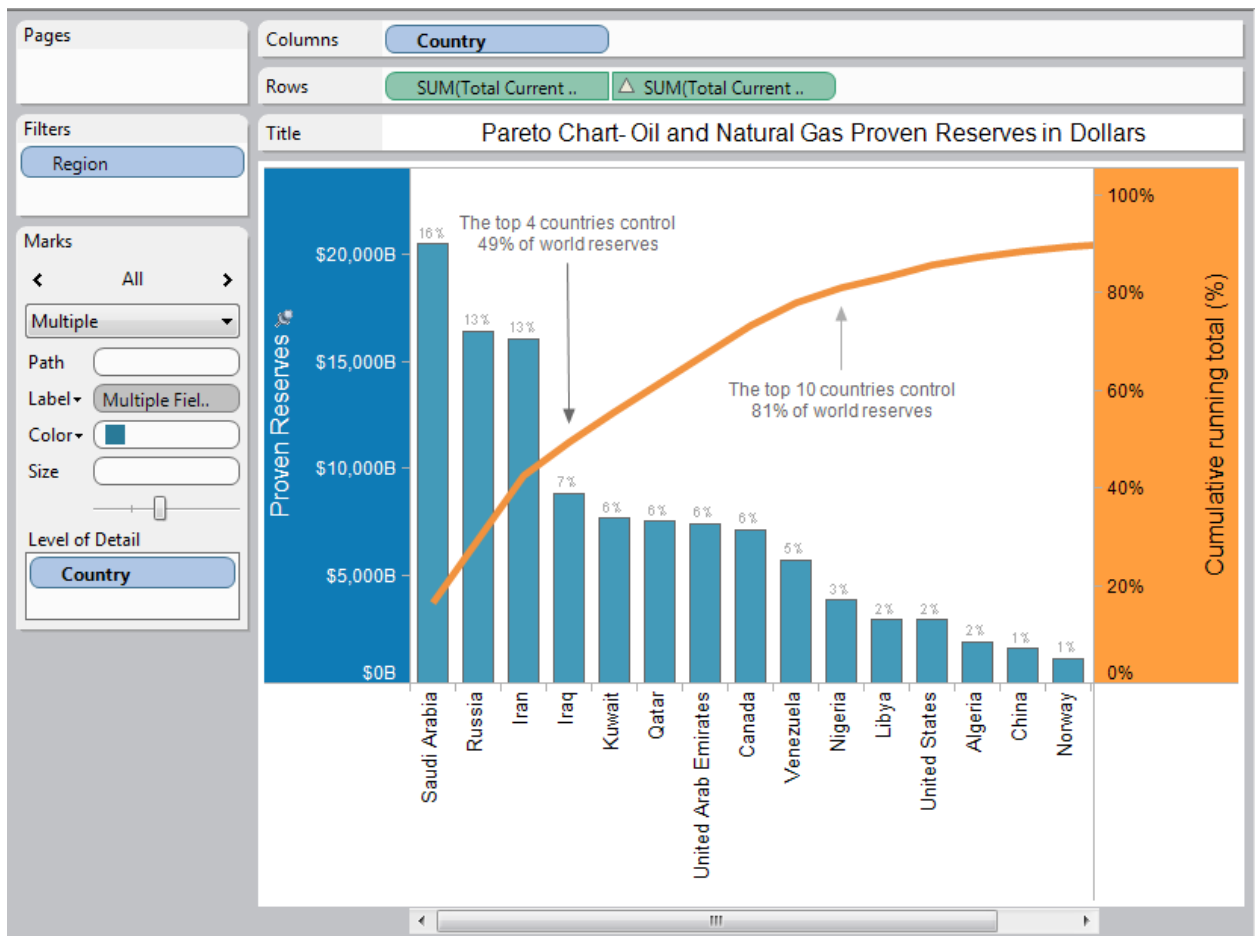 Pages
Columns
Country
Rows
SUM(Total Current ..
SUM(Total Current ..
Filters
Region
Title
Pareto Chart- Oil and Natural Gas Proven Reserves in Dollars
Marks
All
Multiple
Path
Label
Multiple Fiel..
Color
Size
Level of Detail
Country
Proven Reserves
$20,000B
$15,000B
$10,000B
$5,000B
$0B
The top 4 countries control
49% of world reserves
The top 10 countries control
81% of world reserves
16%
13%
13%
7%
6%
6%
6%
6%
5%
3%
2%
2%
2%
1%
1%
100%
80%
60%
40%
20%
0%
Cumulative running total (%)
Saudi Arabia
Russia
Iran
Iraq
Kuwait
Qatar
United Arab Emirates
Canada
Venezuela
Nigeria
Libya
United States
Algeria
China
Norway